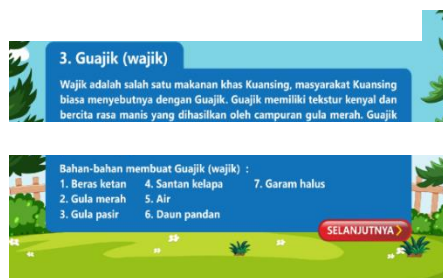 3. Guajik (wajik)
Wajik adalah salah satu makanan khas Kuansing, masyarakat Kuansing
biasa menyebutnya dengan Guajik. Guajik memiliki tekstur kenyal dan
bercita rasa manis yang dihasilkan oleh campuran gula merah. Guajik
Bahan-bahan membuat Guajik (wajik) :
1. Beras ketan 4. Santan kelapa 7. Garam halus
2. Gula merah 5. Air
3. Gula pasir 6. Daun pandan
SELANJUTNYA